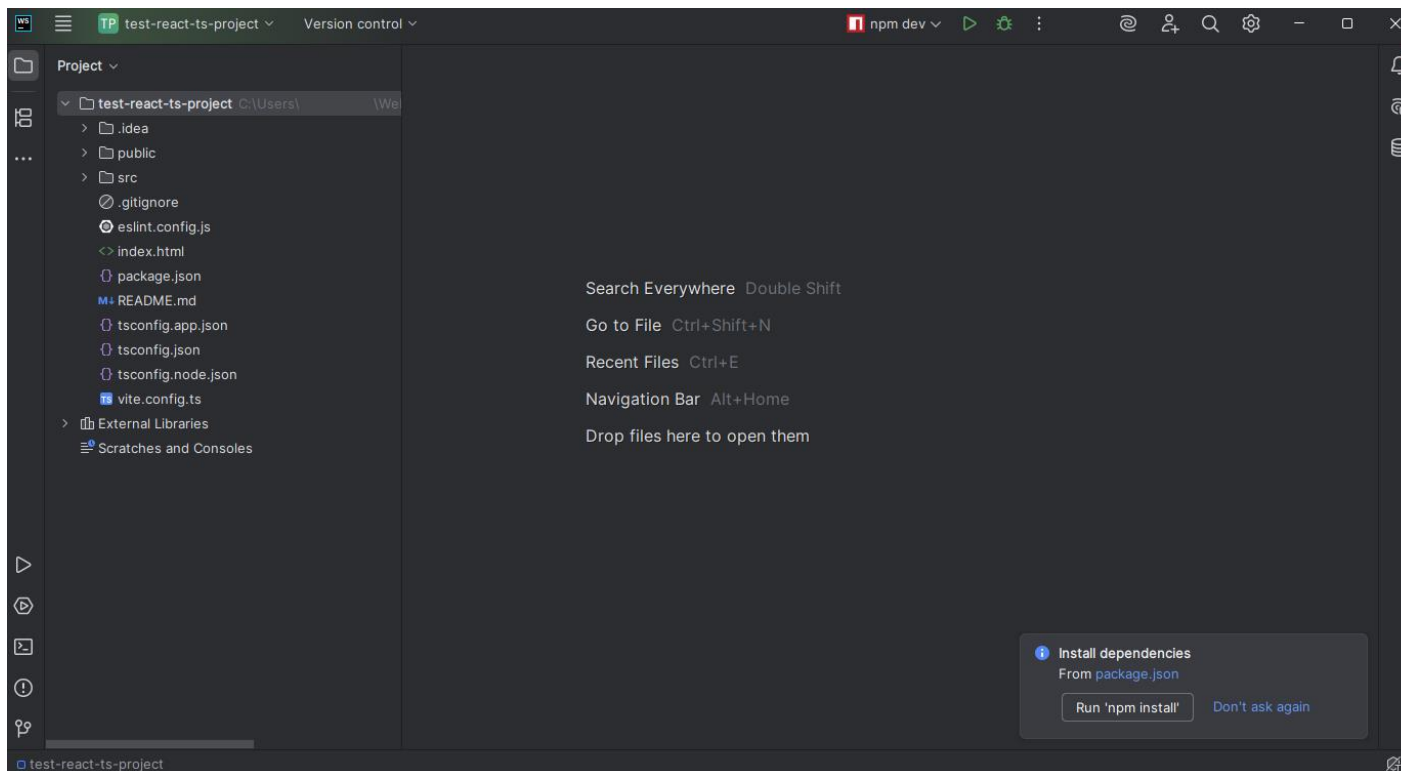 WS
TP test-react-ts-project Version control npm dev
Project
test-react-ts-project C:\Users\ \We
.idea
public
src
.gitignore
eslint.config.js
<> index.html
{} package.json
M↓ README.md
{} tsconfig.app.json
{} tsconfig.json
{} tsconfig.node.json
TS vite.config.ts
External Libraries
Scratches and Consoles
Search Everywhere Double Shift
Go to File Ctrl+Shift+N
Recent Files Ctrl+E
Navigation Bar Alt+Home
Drop files here to open them
Install dependencies
From package.json
Run 'npm install' Don't ask again
test-react-ts-project